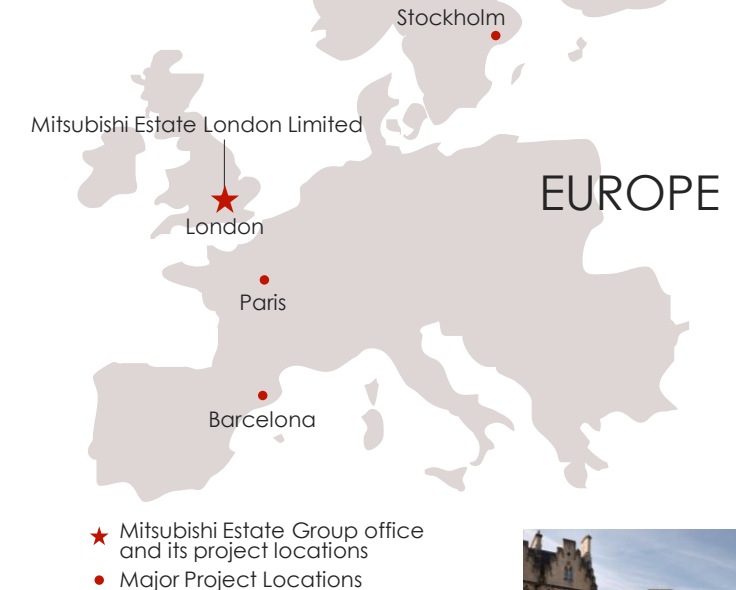 Stockholm
Mitsubishi Estate London Limited
EUROPE
London
Paris
Barcelona
Mitsubishi Estate Group office
and its project locations
Major Project Locations